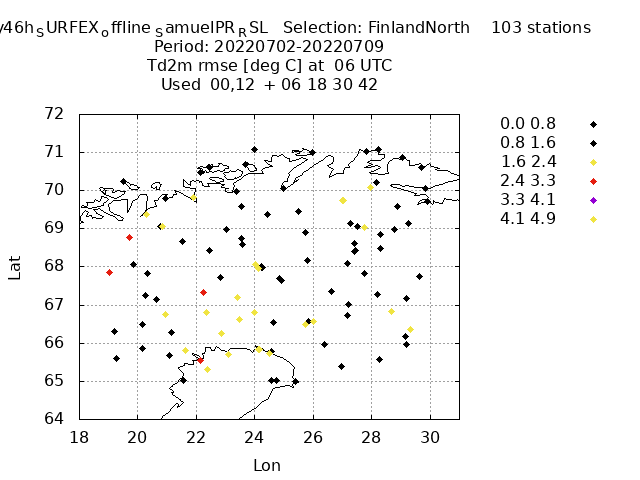 y46h_SURFEX_offline_SamuelPR_RSL Selection: FinlandNorth 103 stations
Period: 20220702-20220709
Td2m rmse [deg C] at 06 UTC
Used 00,12 + 06 18 30 42
0.0 0.8
0.8 1.6
1.6 2.4
2.4 3.3
3.3 4.1
4.1 4.9
72
71
70
69
68
67
66
65
64
Lat
18 20 22 24 26 28 30
Lon